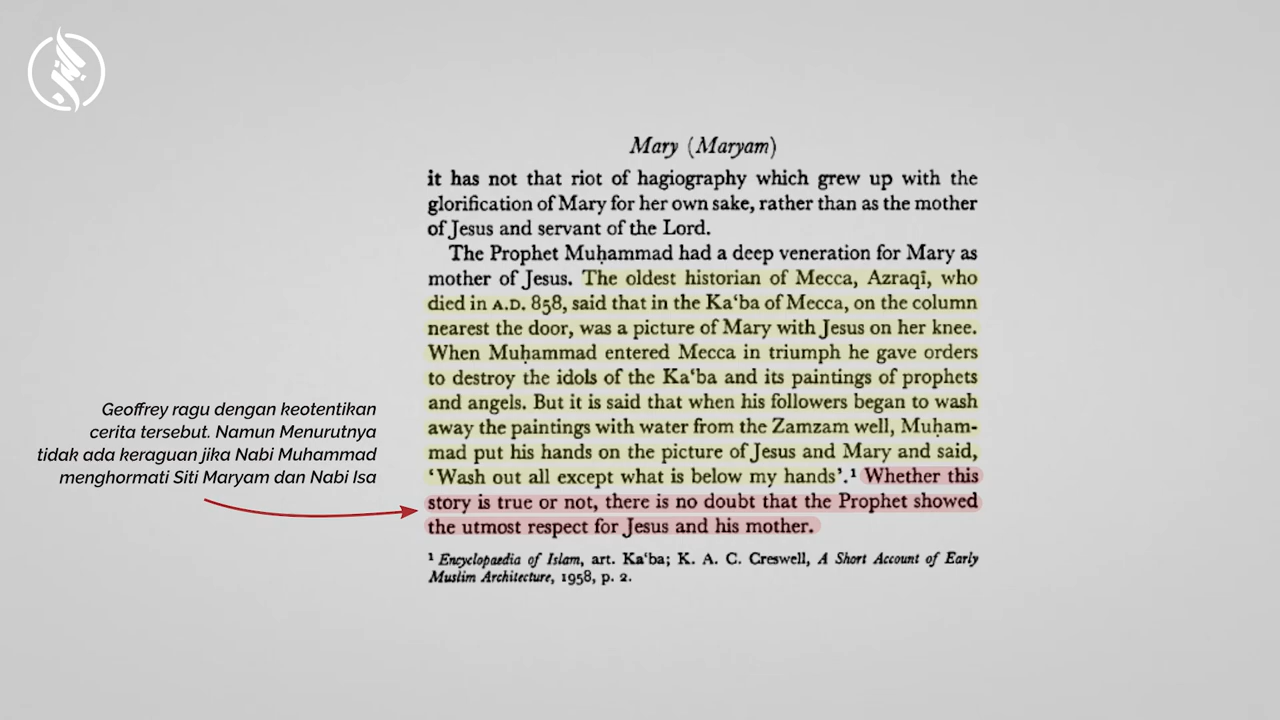 Mary (Maryam)
it has not that riot of hagiography which grew up with the
glorification of Mary for her own sake, rather than as the mother
of Jesus and servant of the Lord.
The Prophet Muḥammad had a deep veneration for Mary as
mother of Jesus. The oldest historian of Mecca, Azraqī, who
died in A.D. 858, said that in the Ka‘ba of Mecca, on the column
nearest the door, was a picture of Mary with Jesus on her knee.
When Muḥammad entered Mecca in triumph he gave orders
to destroy the idols of the Ka‘ba and its paintings of prophets
and angels. But it is said that when his followers began to wash
away the paintings with water from the Zamzam well, Muḥam-
mad put his hands on the picture of Jesus and Mary and said,
‘Wash out all except what is below my hands’.¹ Whether this
story is true or not, there is no doubt that the Prophet showed
the utmost respect for Jesus and his mother.
¹ Encyclopaedia of Islam, art. Ka‘ba; K. A. C. Creswell, A Short Account of Early
Muslim Architecture, 1958, p. 2.
Geoffrey ragu dengan keotentikan
cerita tersebut. Namun Menurutnya
tidak ada keraguan jika Nabi Muhammad
menghormati Siti Maryam dan Nabi Isa